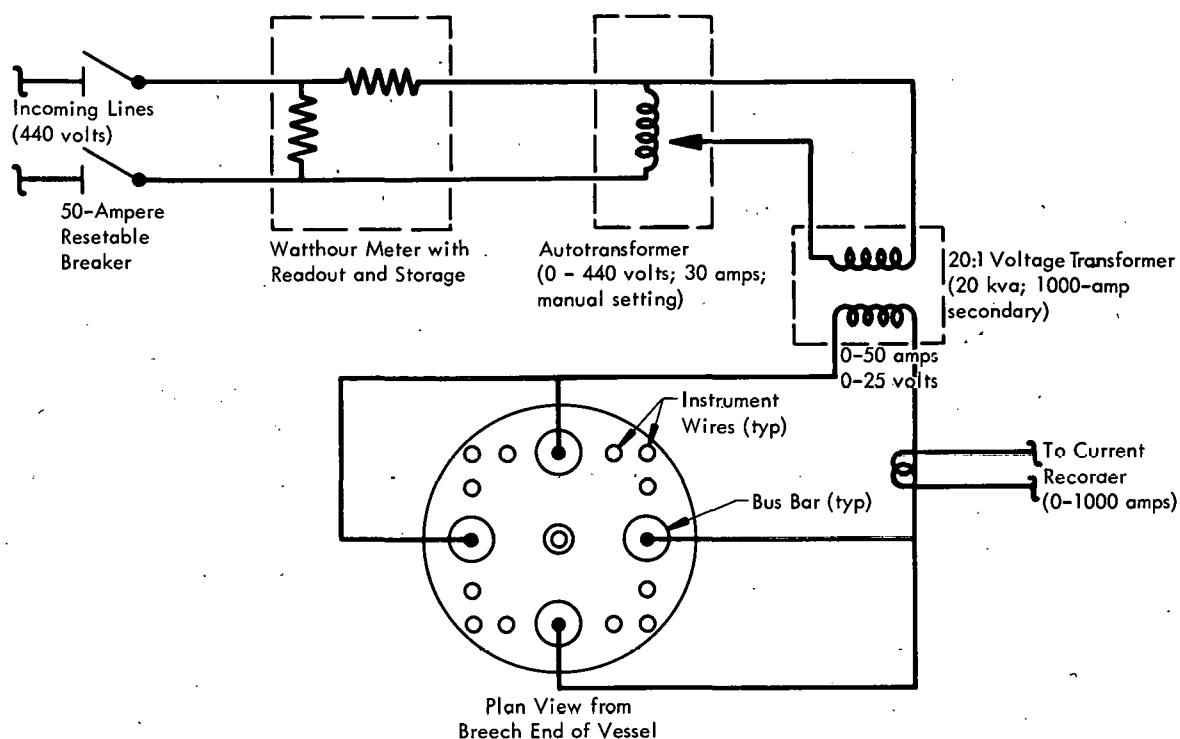 Incoming Lines
(440 volts)
50-Ampere
Resetable
Breaker
Watthour Meter with
Readout and Storage
Autotransformer
(0 - 440 volts; 30 amps;
manual setting)
20:1 Voltage Transformer
(20 kva; 1000-amp
secondary)
0-50 amps
0-25 volts
Instrument
Wires (typ)
To Current
Recorder
(0-1000 amps)
Bus Bar (typ)
Plan View from
Breech End of Vessel